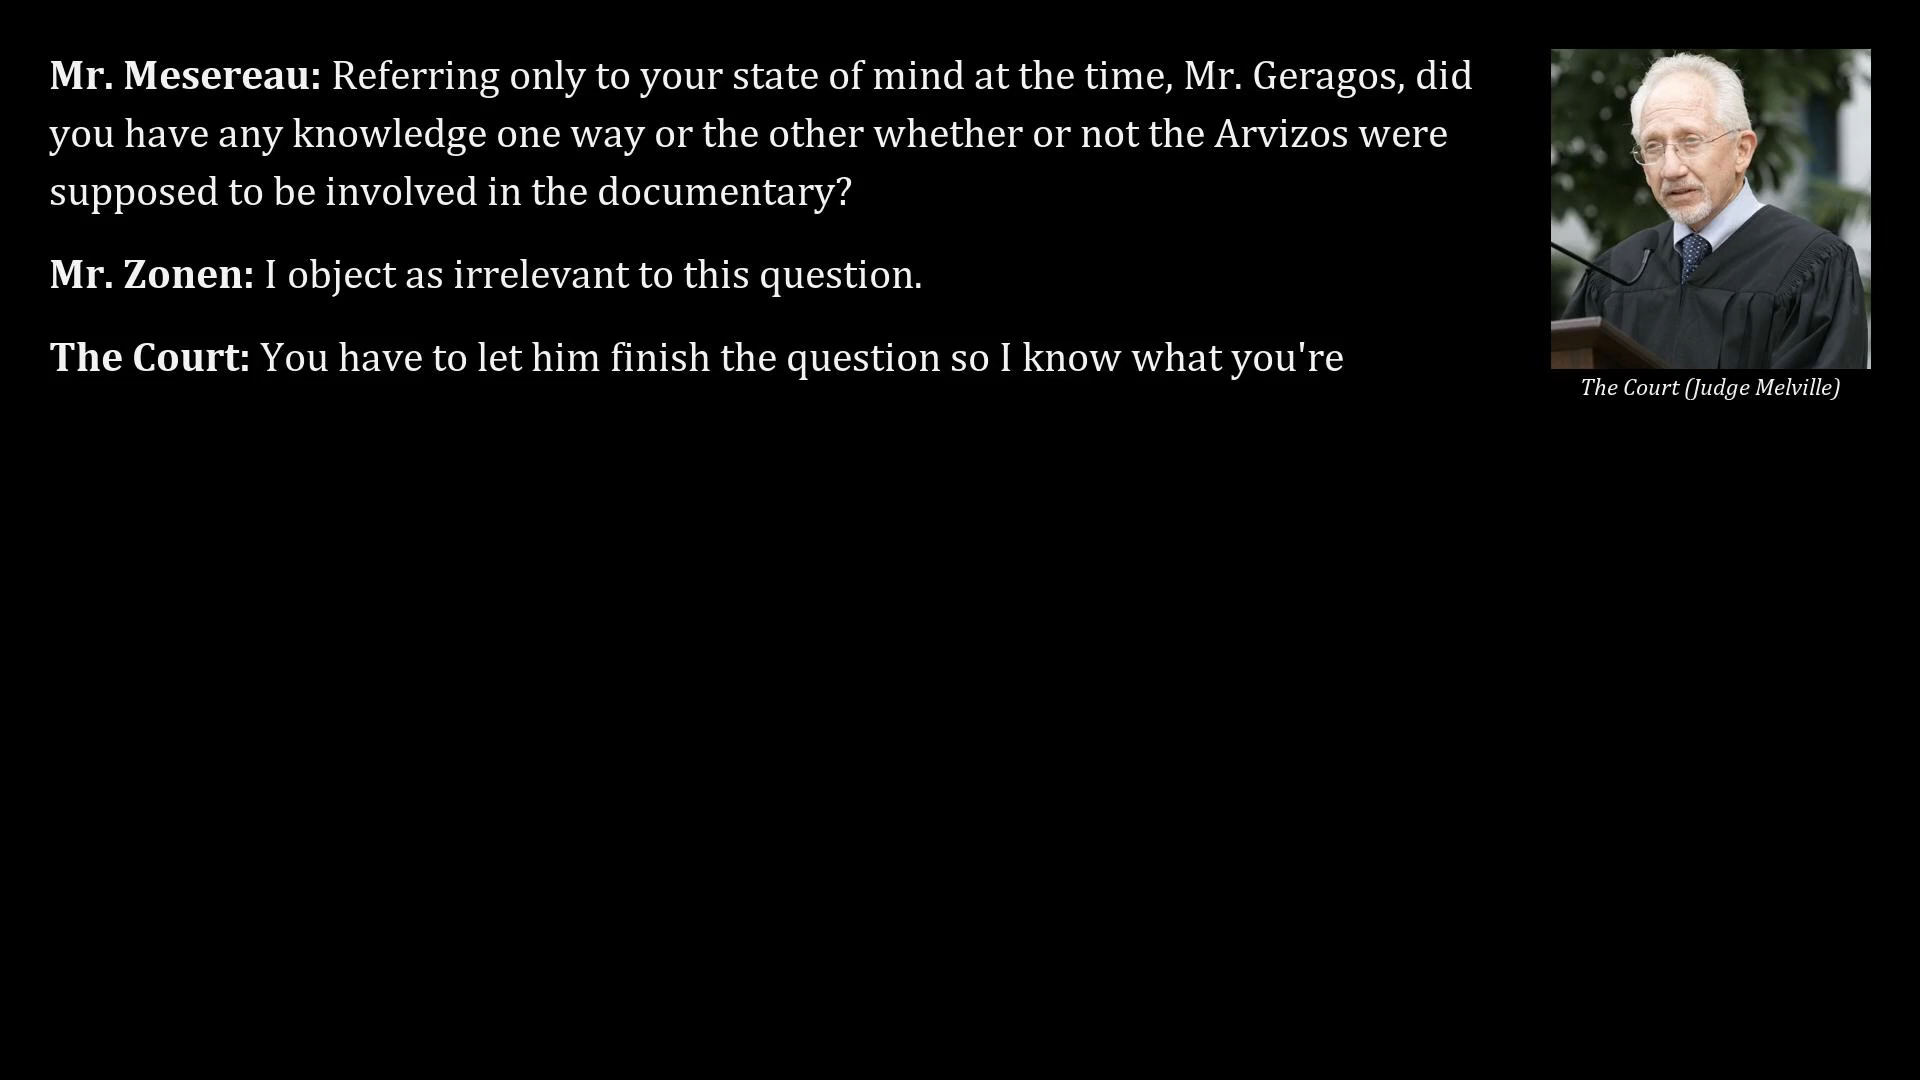 Mr. Mesereau: Referring only to your state of mind at the time, Mr. Geragos, did
you have any knowledge one way or the other whether or not the Arvizos were
supposed to be involved in the documentary?
Mr. Zonen: I object as irrelevant to this question.
The Court: You have to let him finish the question so I know what you're
The Court (Judge Melville)